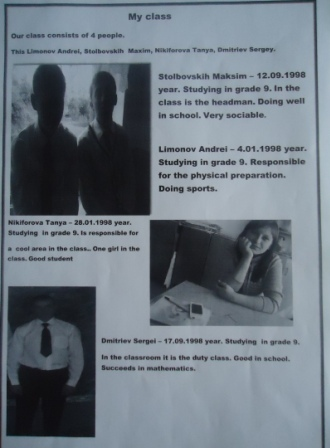 My class
Our class consists of 4 people.
This Limonov Andrei, Stolbovskih Maxim, Nikiforova Tanya, Dmitriev Sergey.
Stolbovskih Maksim – 12.09.1998
year. Studying in grade 9. In the
class is the headman. Doing well
in school. Very sociable.
Limonov Andrei – 4.01.1998 year.
Studying in grade 9. Responsible
for the physical preparation.
Doing sports.
Nikiforova Tanya – 28.01.1998 year.
Studying in grade 9. Is responsible for
a cool area in the class.. One girl in the
class. Good student
Dmitriev Sergei – 17.09.1998 year. Studying in grade 9.
In the classroom it is the duty class. Good in school.
Succeeds in mathematics.